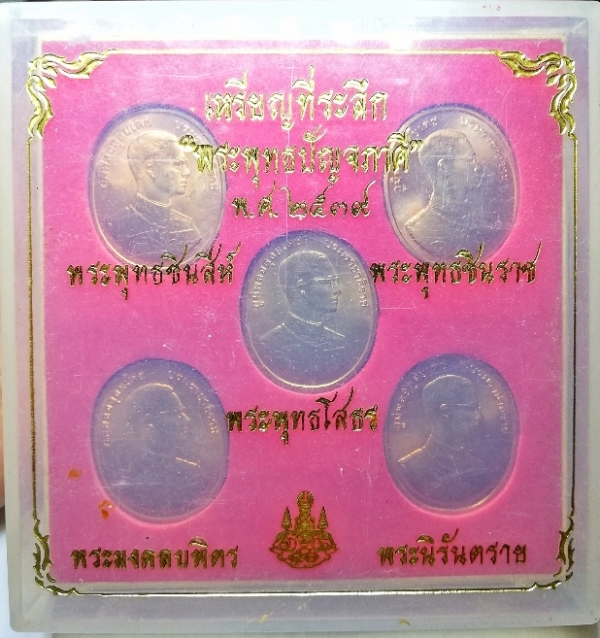 เหรียญที่ระลึก
"พระพุทธปัญจภาคี"
พ.ศ.๒๕๓๙
พระพุทธชินสีห์ พระพุทธชินราช
พระพุทธโสธร
พระมงคลบพิตร พระนิรันตราย